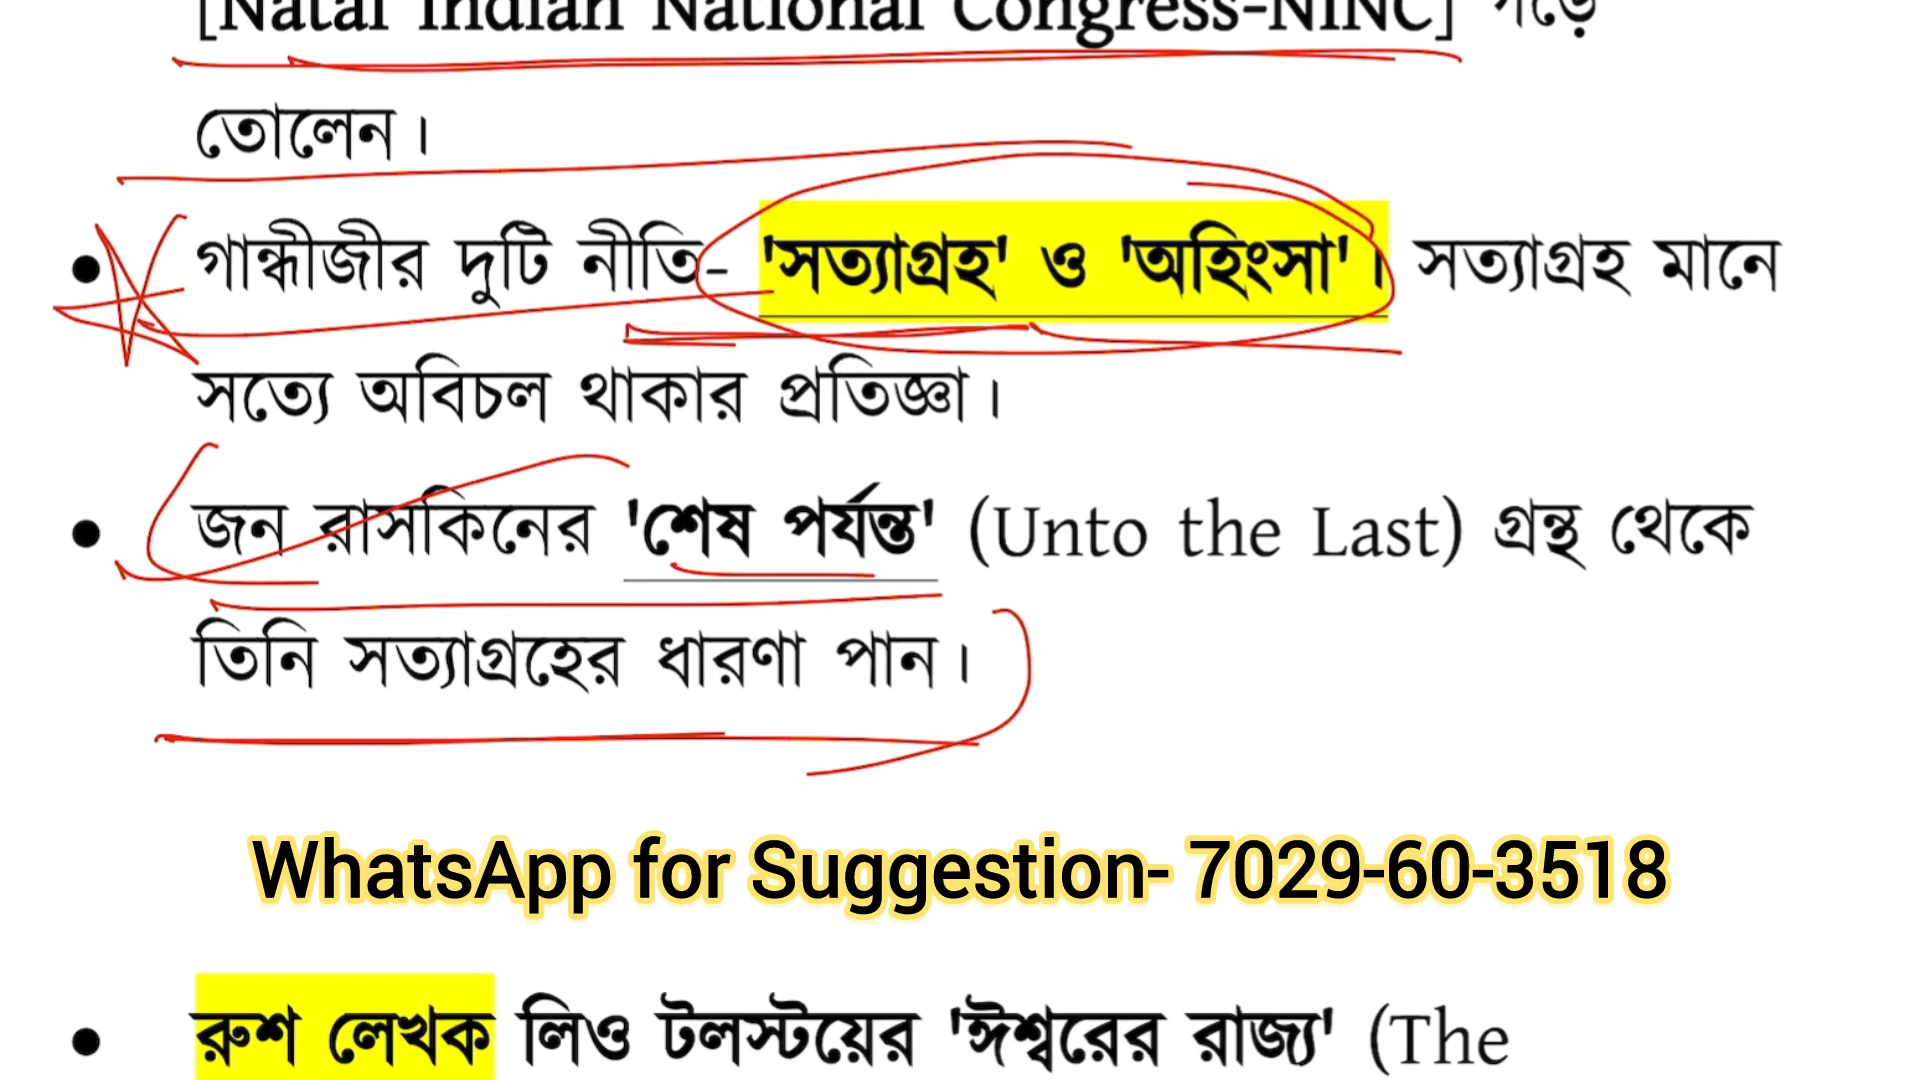 [Natal Indian National Congress-NINC] গড়ে
তোলেন।
গান্ধীজীর দুটি নীতি- 'সত্যাগ্রহ' ও 'অহিংসা'। সত্যাগ্রহ মানে
সত্যে অবিচল থাকার প্রতিজ্ঞা।
জন রাসকিনের 'শেষ পর্যন্ত' (Unto the Last) গ্রন্থ থেকে
তিনি সত্যাগ্রহের ধারণা পান।
WhatsApp for Suggestion- 7029-60-3518
রুশ লেখক লিও টলস্টয়ের 'ঈশ্বরের রাজ্য' (The